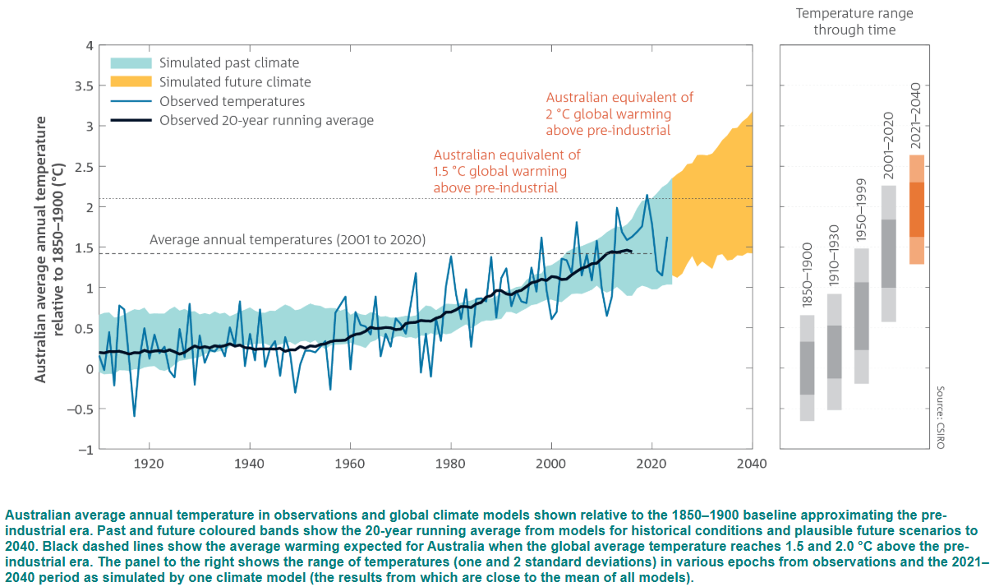 Temperature range
through time
4
3.5
3
2.5
2
1.5
1
0.5
0
−0.5
−1
Australian average annual temperature
relative to 1850–1900 (°C)
Simulated past climate
Simulated future climate
Observed temperatures
Observed 20-year running average
Australian equivalent of
2 °C global warming
above pre-industrial
Australian equivalent of
1.5 °C global warming
above pre-industrial
Average annual temperatures (2001 to 2020)
1920
1940
1960
1980
2000
2020
2040
1850–1900
1910–1930
1950–1999
2001–2020
2021–2040
Source: CSIRO
Australian average annual temperature in observations and global climate models shown relative to the 1850–1900 baseline approximating the pre-
industrial era. Past and future coloured bands show the 20-year running average from models for historical conditions and plausible future scenarios to
2040. Black dashed lines show the average warming expected for Australia when the global average temperature reaches 1.5 and 2.0 °C above the pre-
industrial era. The panel to the right shows the range of temperatures (one and 2 standard deviations) in various epochs from observations and the 2021–
2040 period as simulated by one climate model (the results from which are close to the mean of all models).